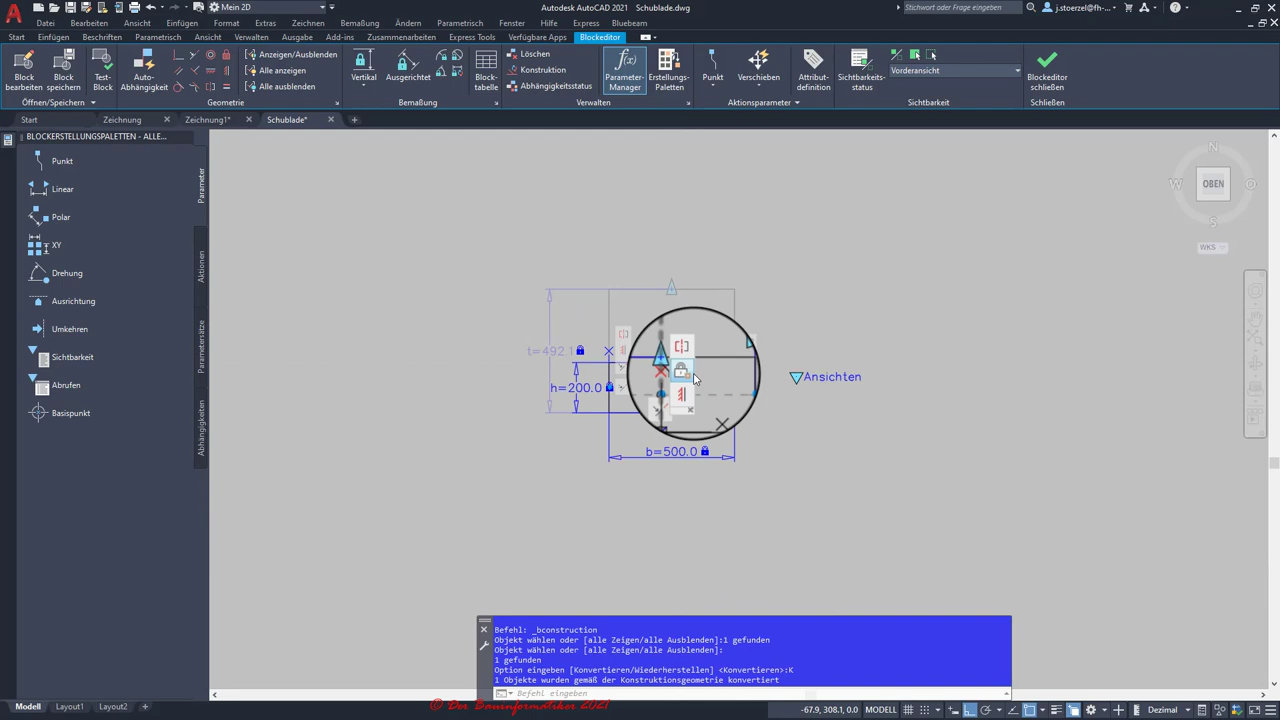 Mein 2D
Autodesk AutoCAD 2021 Schublade.dwg
Stichwort oder Frage eingeben
j.stoerzel@fh-...
Datei
Bearbeiten
Ansicht
Einfügen
Format
Extras
Zeichnen
Bemaßung
Ändern
Parametrisch
Fenster
Hilfe
Express
Bluebeam
Start
Einfügen
Beschriften
Parametrisch
Ansicht
Verwalten
Ausgabe
Add-ins
Zusammenarbeiten
Express Tools
Verfügbare Apps
Blockeditor
Block bearbeiten
Block speichern
Test-Block
Öffnen/Speichern
Auto-Abhängigkeit
Anzeigen/Ausblenden
Alle anzeigen
Alle ausblenden
Geometrie
Vertikal
Ausgerichtet
Block-tabelle
Bemaßung
Löschen
Konstruktion
Abhängigkeitsstatus
Parameter-Manager
Erstellungs-Paletten
Verwalten
Punkt
Verschieben
Attribut-definition
Aktionsparameter
Sichtbarkeits-status
Vorderansicht
Sichtbarkeit
Blockeditor schließen
Schließen
Start
Zeichnung
Zeichnung1*
Schublade*
BLOCKERSTELLUNGSPALETTEN - ALLE...
Punkt
Linear
Polar
XY
Drehung
Ausrichtung
Umkehren
Sichtbarkeit
Abrufen
Basispunkt
Parameter
Aktionen
Parametersätze
Abhängigkeiten
N
W
OBEN
O
S
WKS
t=492.1
h=200.0
b=500.0
Ansichten
Befehl: _bconstruction
Objekt wählen oder [alle Zeigen/alle Ausblenden]:1 gefunden
Objekt wählen oder [alle Zeigen/alle Ausblenden]:
1 gefunden
Option eingeben [Konvertieren/Wiederherstellen] <Konvertieren>:K
1 Objekte wurden gemäß der Konstruktionsgeometrie konvertiert
Befehl eingeben
Modell
Layout1
Layout2
© Der Bauinformatiker 2021
-67.9, 308.1, 0.0
MODELL
Dezimal